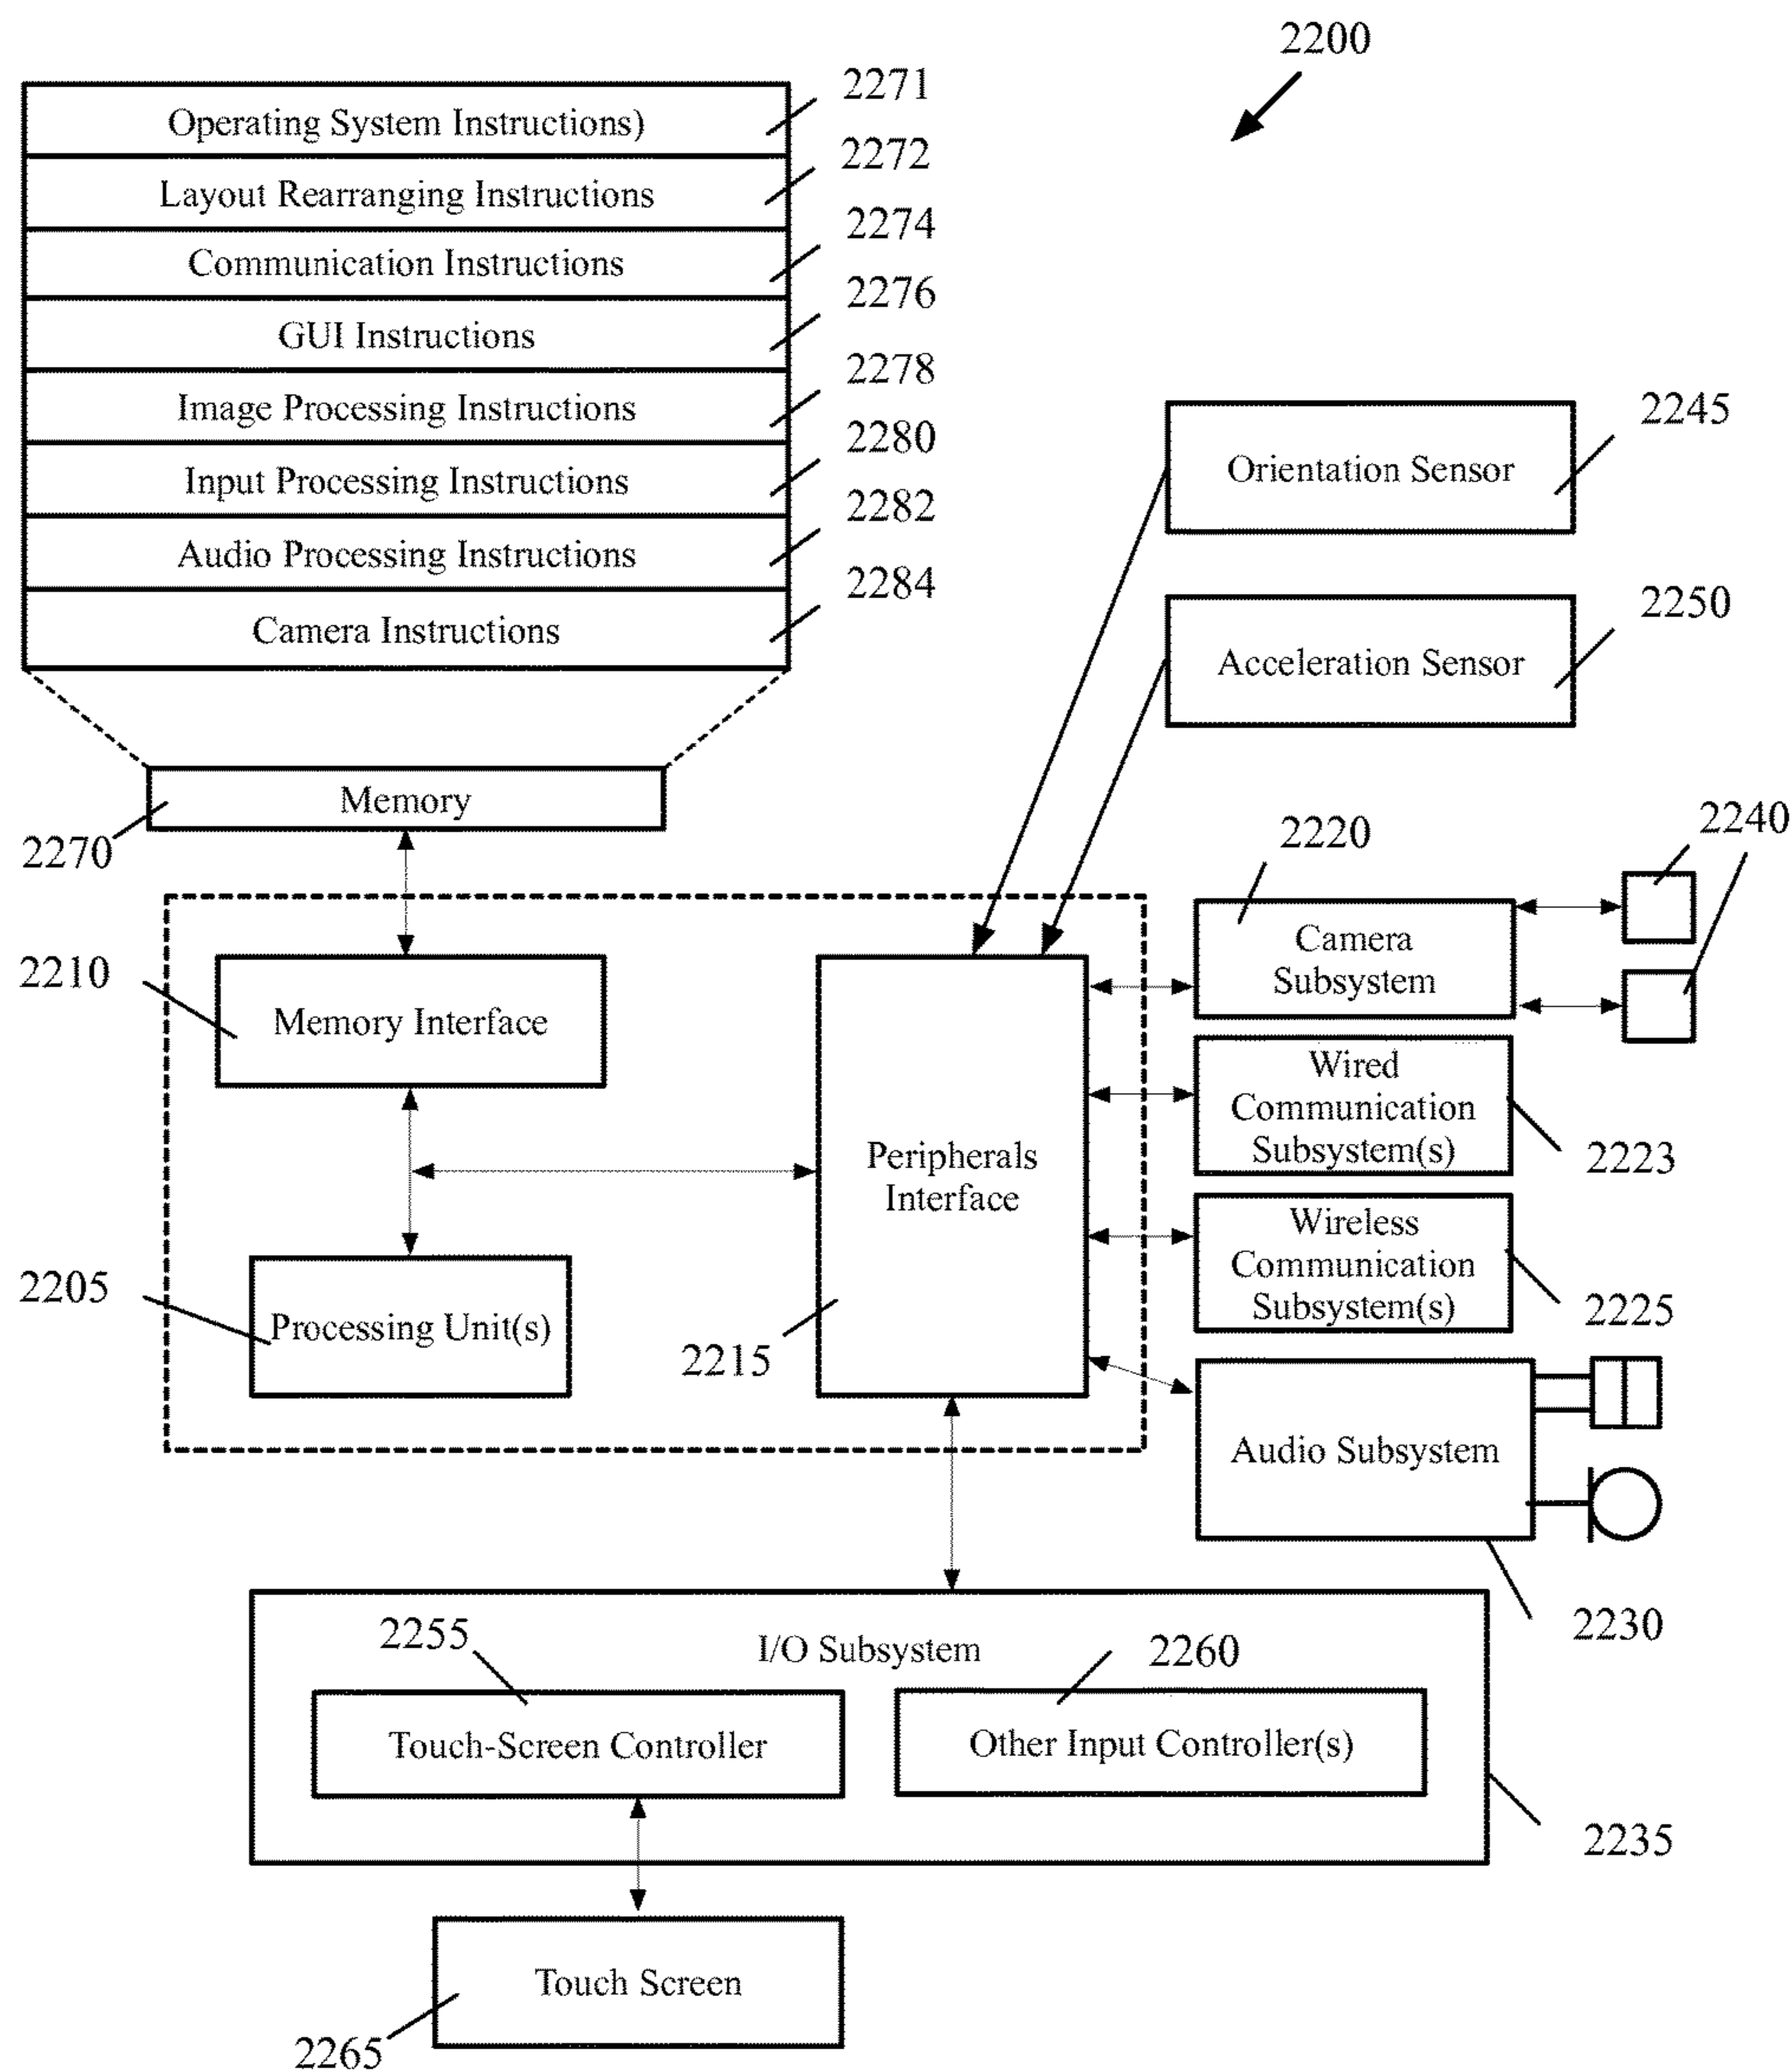 2200
Operating System Instructions)
2271
Layout Rearranging Instructions
2272
Communication Instructions
2274
GUI Instructions
2276
Image Processing Instructions
2278
Input Processing Instructions
2280
Audio Processing Instructions
2282
Camera Instructions
2284
Orientation Sensor
2245
Acceleration Sensor
2250
Memory
2270
2220
2240
Camera
Subsystem
2210
Memory Interface
Wired
Communication
Subsystem(s)
2223
Peripherals
Interface
2215
Wireless
Communication
Subsystem(s)
2225
2205
Processing Unit(s)
Audio Subsystem
2230
I/O Subsystem
2255
2260
Touch-Screen Controller
Other Input Controller(s)
2235
Touch Screen
2265